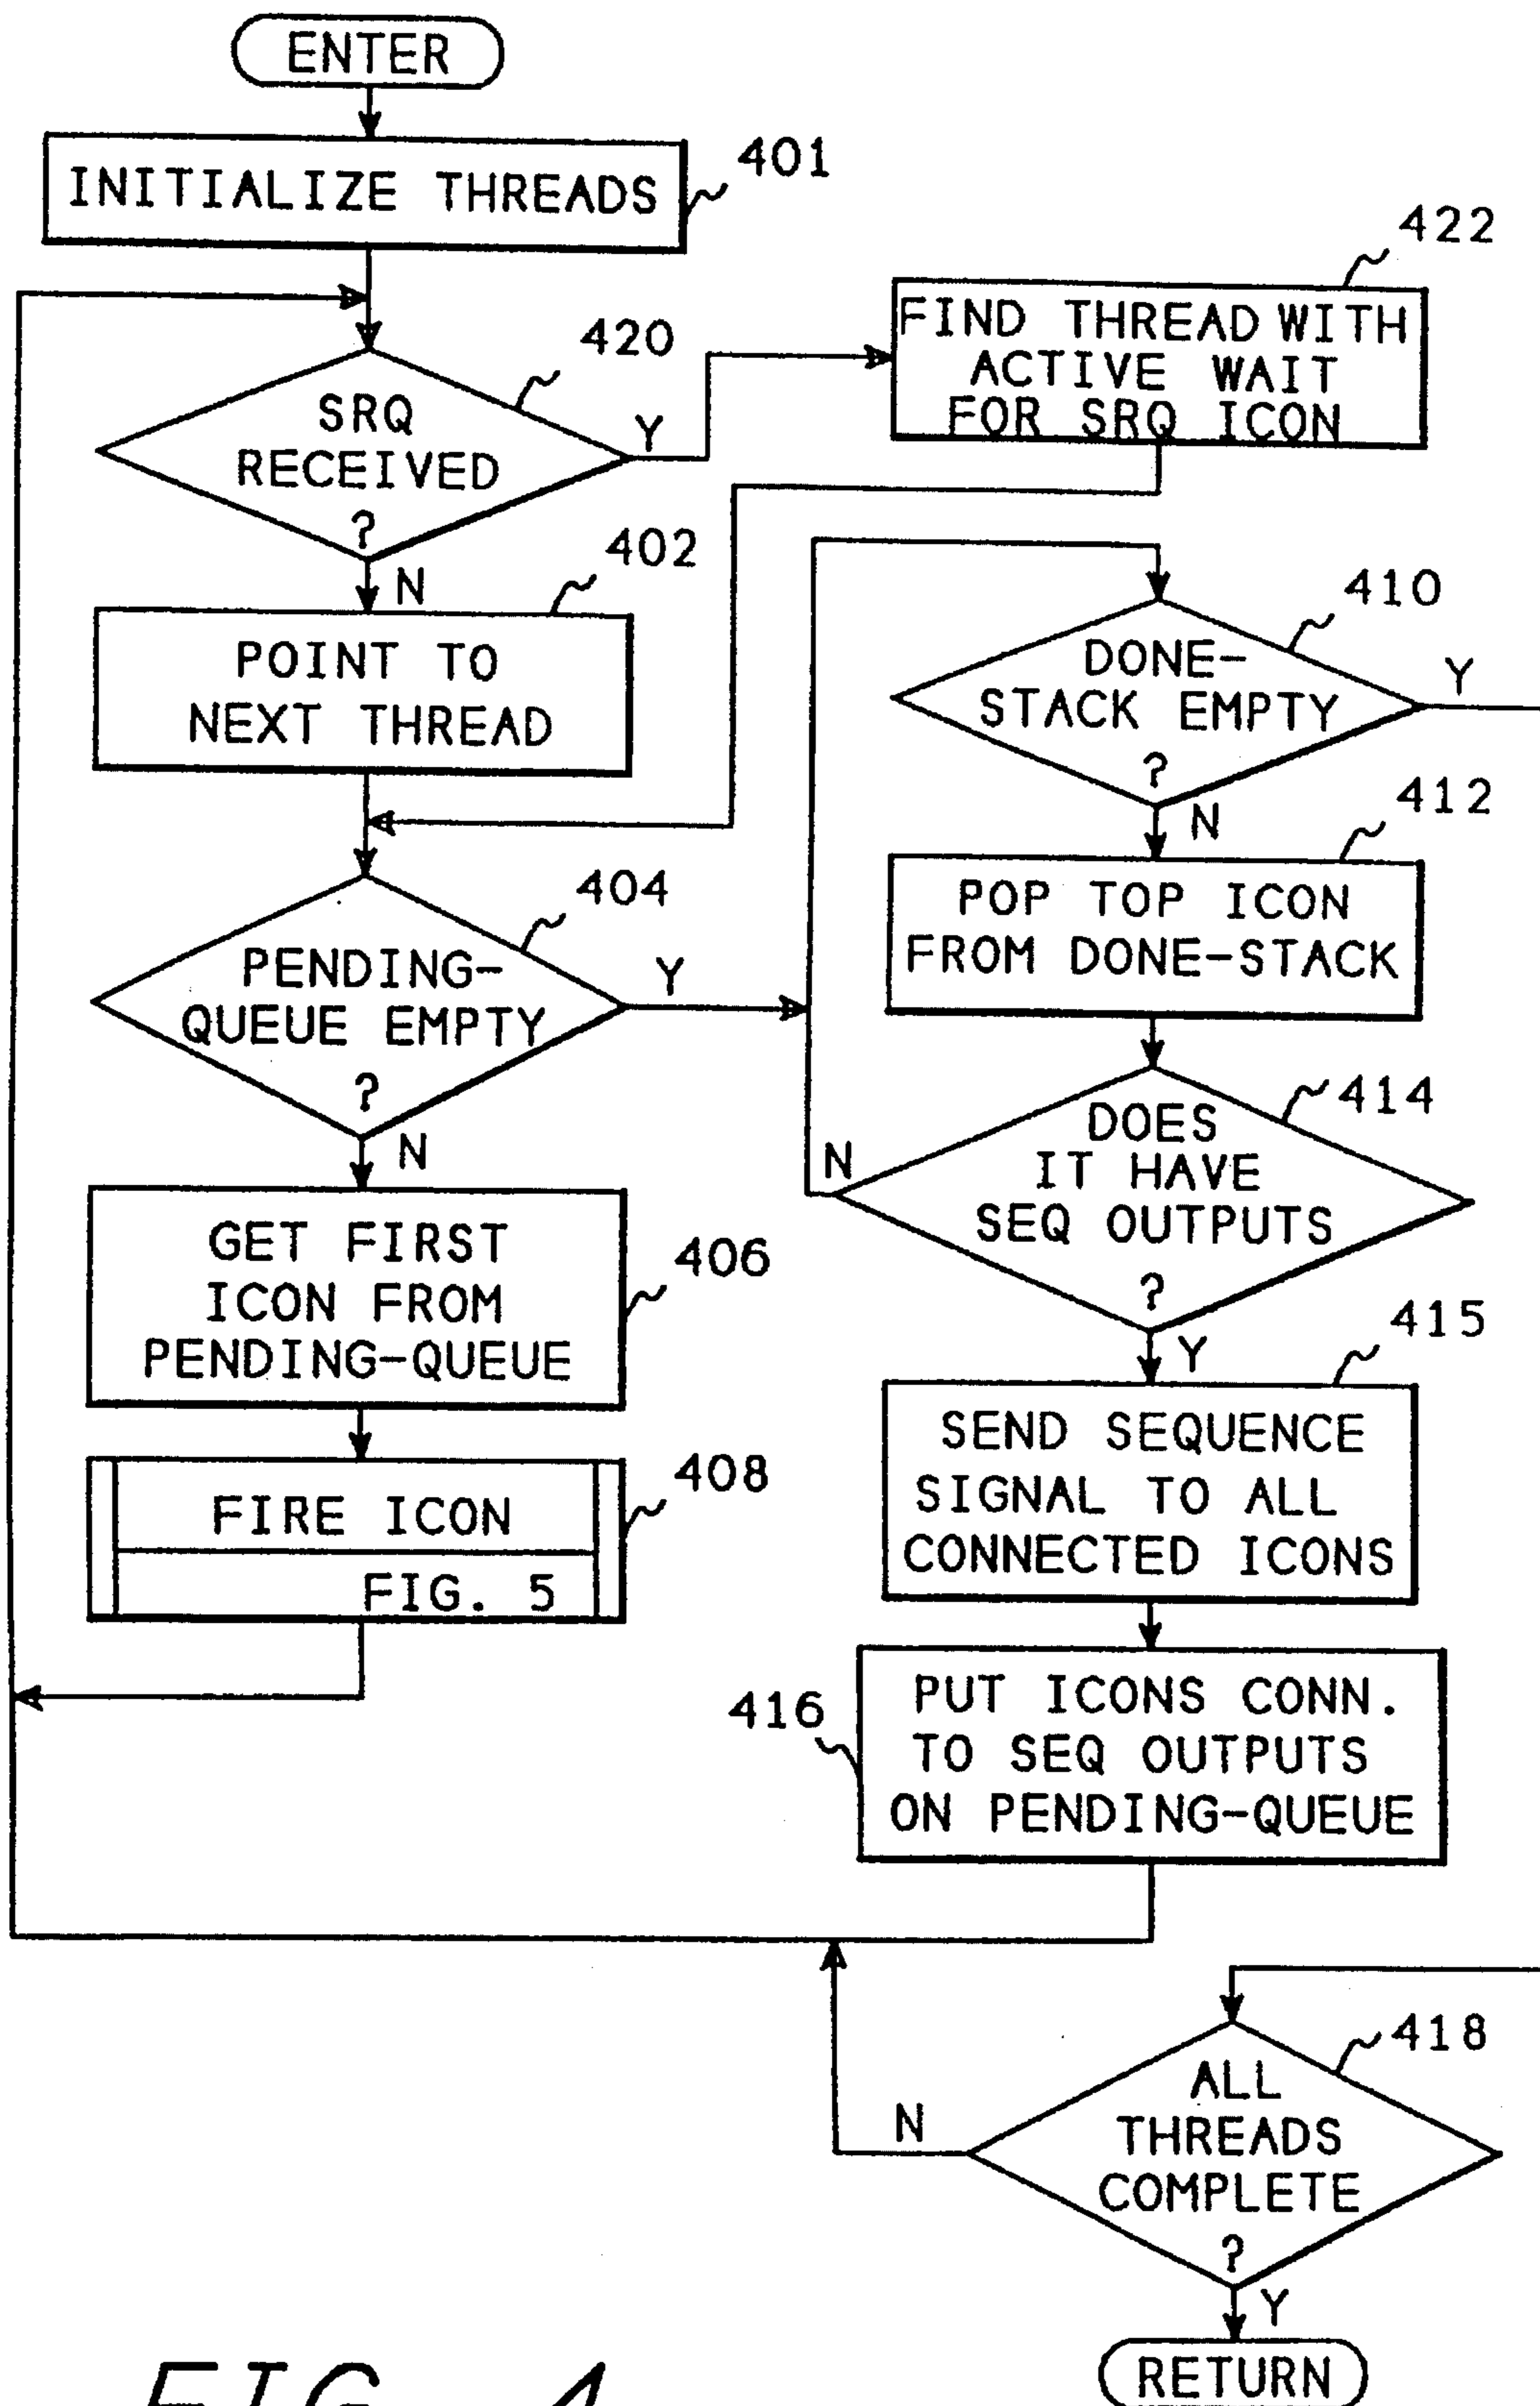 ENTER
INITIALIZE THREADS
401
SRQ
RECEIVED
?
420
Y
N
422
FIND THREAD WITH
ACTIVE WAIT
FOR SRQ ICON
402
POINT TO
NEXT THREAD
404
PENDING-
QUEUE EMPTY
?
Y
N
GET FIRST
ICON FROM
PENDING-QUEUE
406
FIRE ICON
FIG. 5
408
410
DONE-
STACK EMPTY
?
Y
N
412
POP TOP ICON
FROM DONE-STACK
414
DOES
IT HAVE
SEQ OUTPUTS
?
N
Y
415
SEND SEQUENCE
SIGNAL TO ALL
CONNECTED ICONS
416
PUT ICONS CONN.
TO SEQ OUTPUTS
ON PENDING-QUEUE
418
ALL
THREADS
COMPLETE
?
N
Y
RETURN
FIG. 4